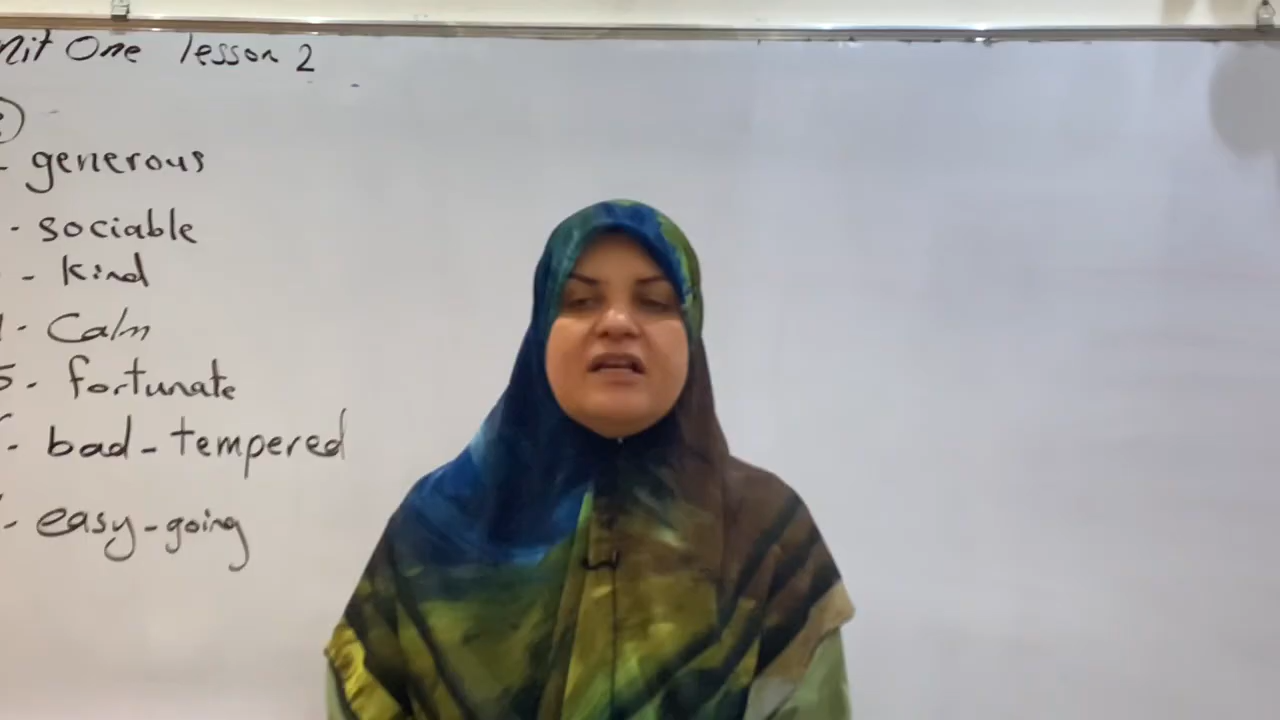 nit One lesson 2
- generous
- sociable
- kind
- Calm
5- fortunate
- bad-tempered
- easy-going